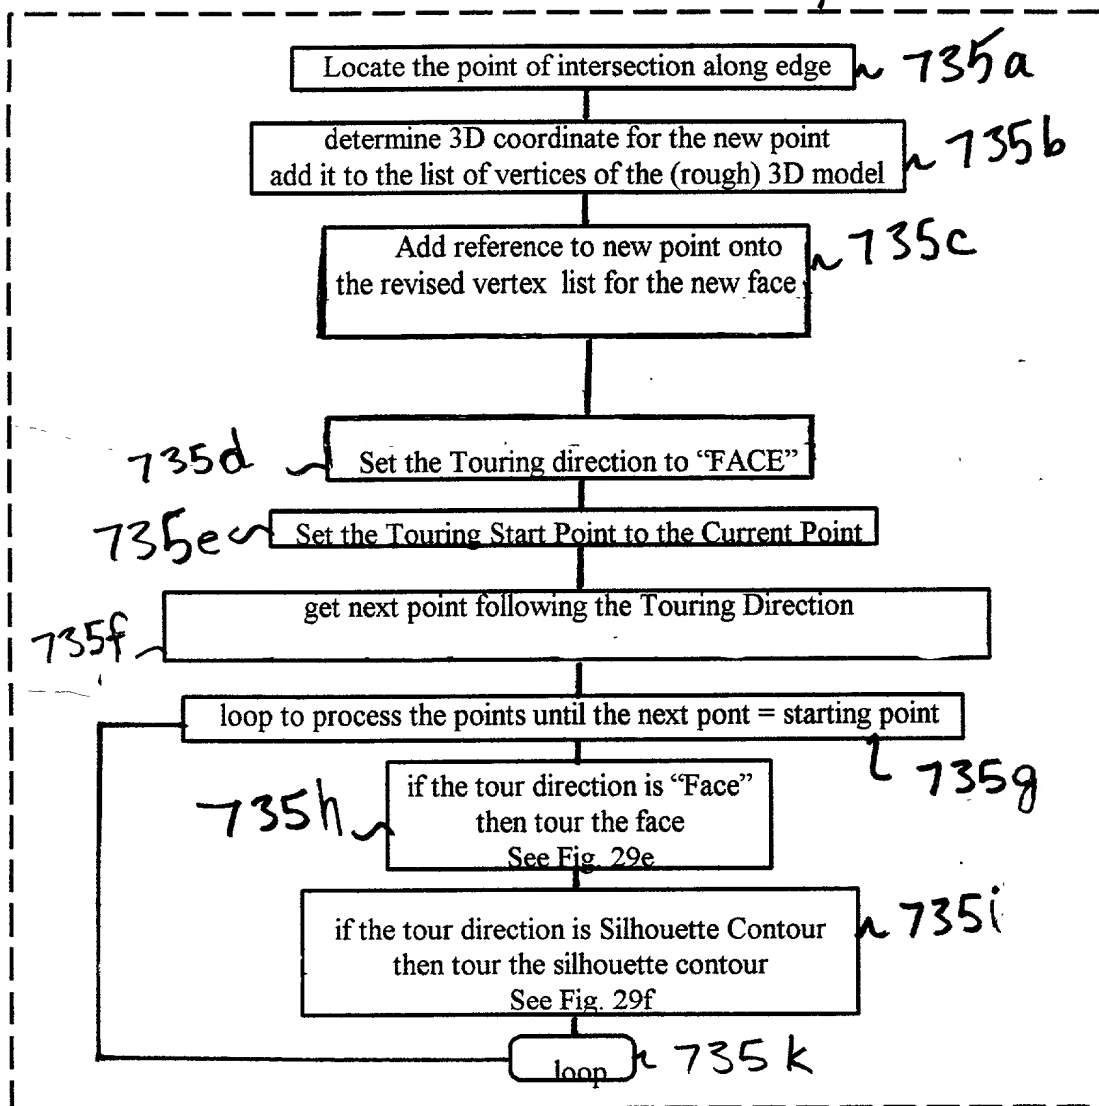 Locate the point of intersection along edge
735a
determine 3D coordinate for the new point
add it to the list of vertices of the (rough) 3D model
735b
Add reference to new point onto
the revised vertex list for the new face
735c
735d
Set the Touring direction to “FACE”
735e
Set the Touring Start Point to the Current Point
get next point following the Touring Direction
735f
loop to process the points until the next pont = starting point
735g
if the tour direction is “Face”
then tour the face
See Fig. 29e
735h
if the tour direction is Silhouette Contour
then tour the silhouette contour
See Fig. 29f
735i
loop
735k